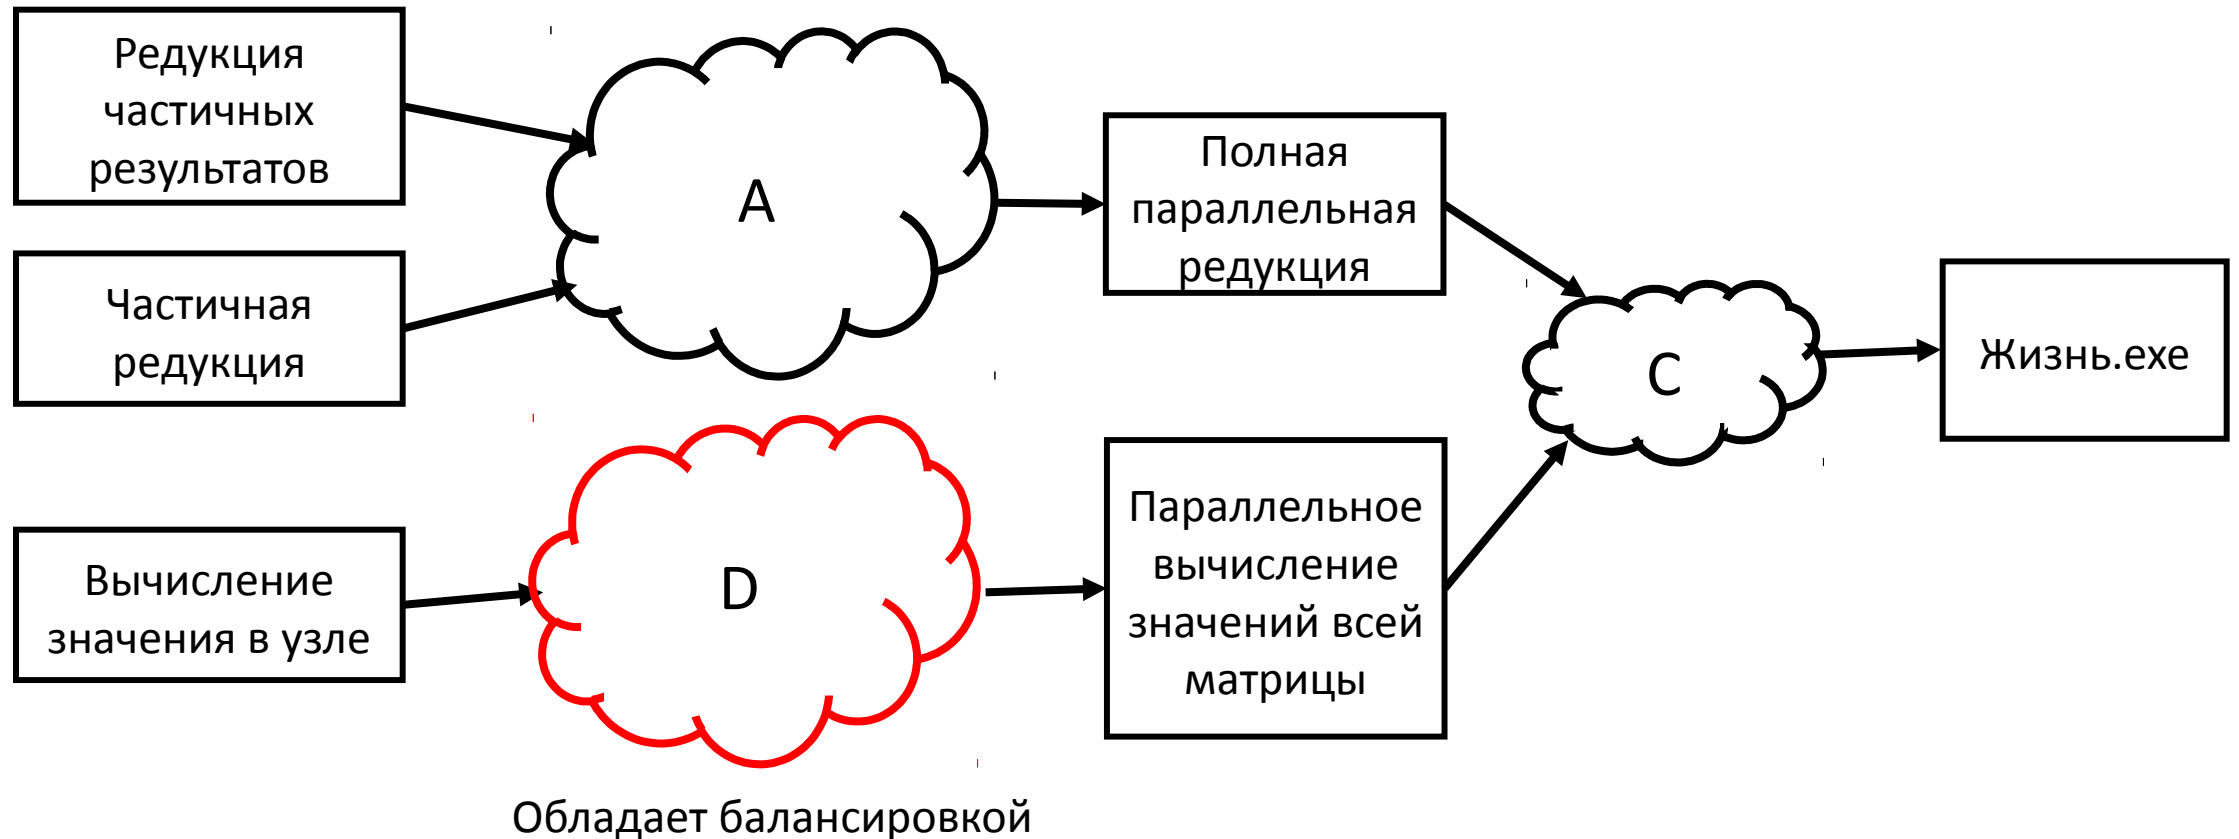 Редукция
частичных
результатов
A
Полная
параллельная
редукция
Частичная
редукция
C
Жизнь.exe
Вычисление
значения в узле
D
Параллельное
вычисление
значений всей
матрицы
Обладает балансировкой